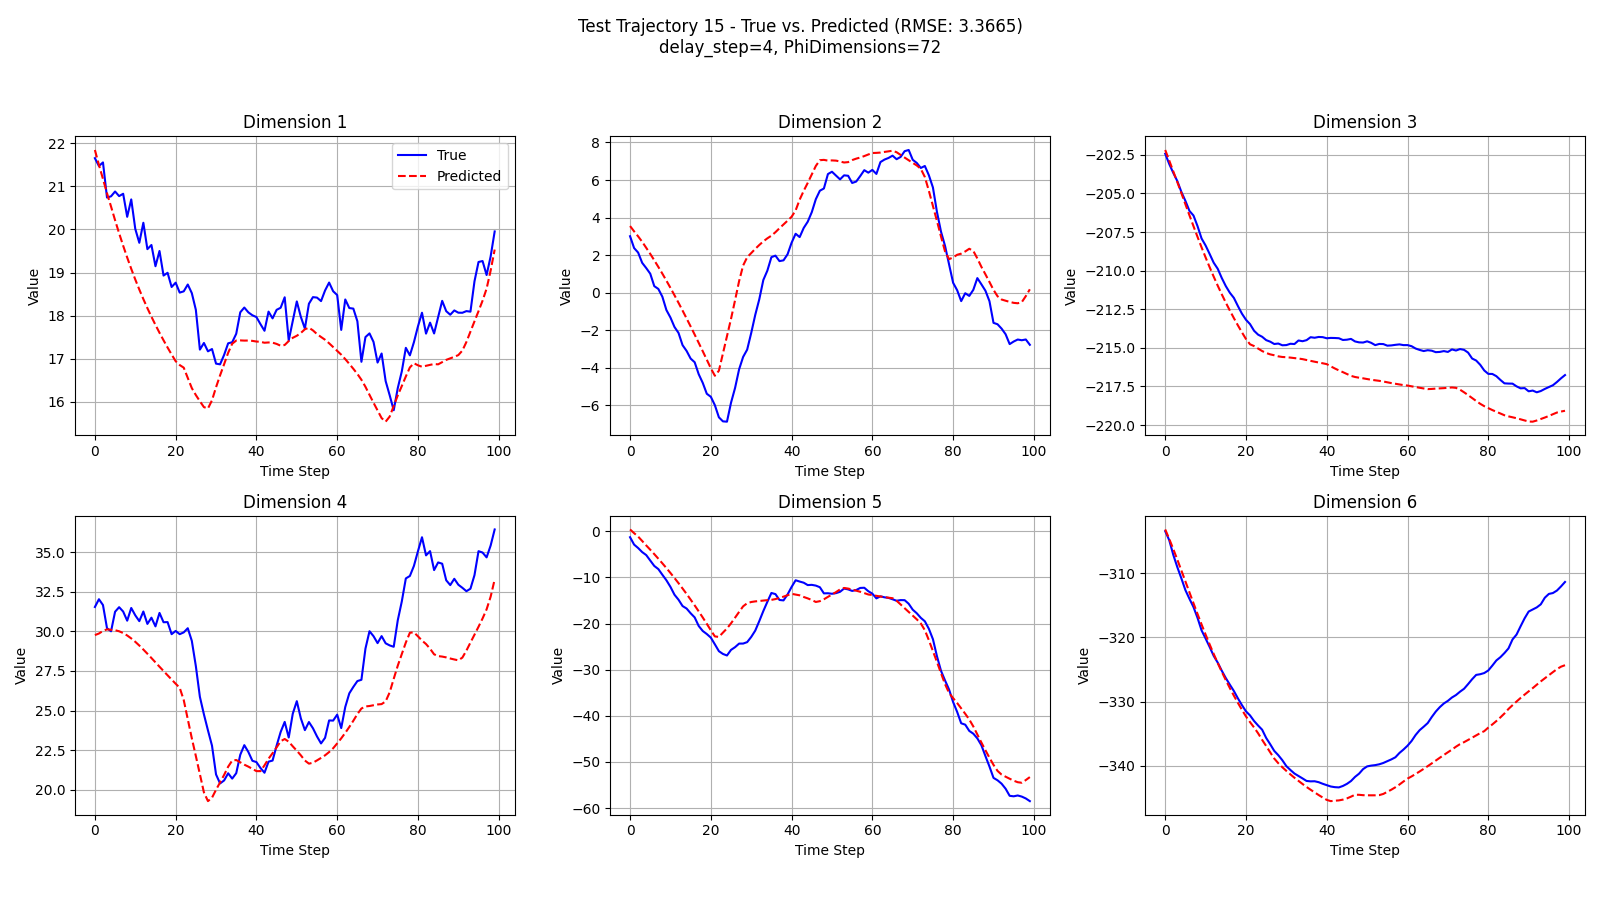 Test Trajectory 15 - True vs. Predicted (RMSE: 3.3665)
delay_step=4, PhiDimensions=72
Dimension 1
Value
22
21
20
19
18
17
16
0 20 40 60 80 100
Time Step
True
Predicted
Dimension 2
Value
8
6
4
2
0
−2
−4
−6
0 20 40 60 80 100
Time Step
Dimension 3
Value
−202.5
−205.0
−207.5
−210.0
−212.5
−215.0
−217.5
−220.0
0 20 40 60 80 100
Time Step
Dimension 4
Value
35.0
32.5
30.0
27.5
25.0
22.5
20.0
0 20 40 60 80 100
Time Step
Dimension 5
Value
0
−10
−20
−30
−40
−50
−60
0 20 40 60 80 100
Time Step
Dimension 6
Value
−310
−320
−330
−340
0 20 40 60 80 100
Time Step